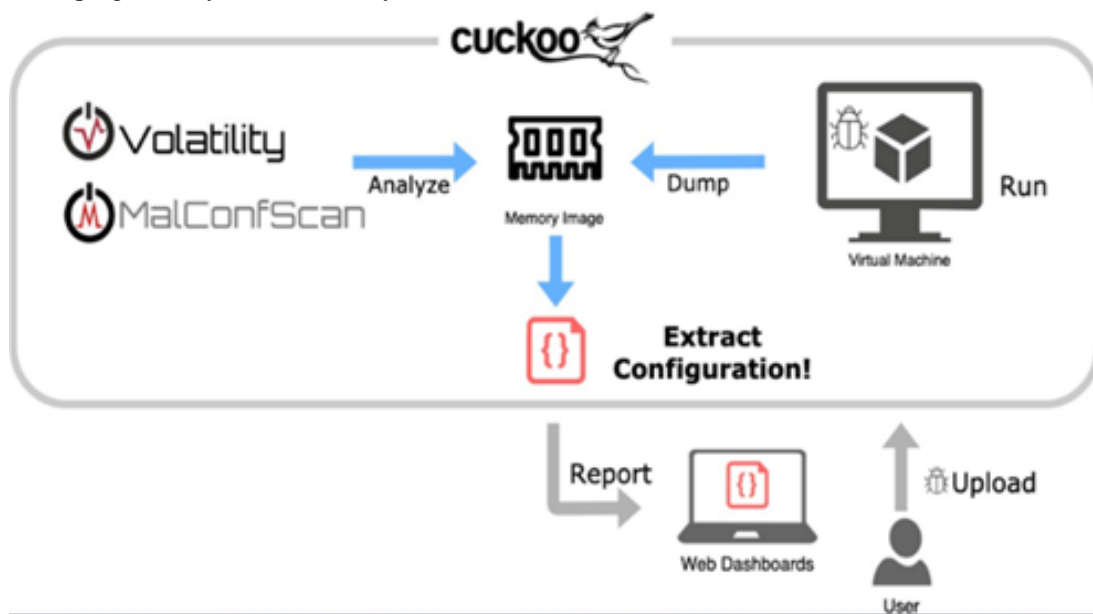 cuckoo
Volatility
MalConfScan
Analyze
Memory Image
Dump
Run
Virtual Machine
{}
Extract
Configuration!
Report
{}
Web Dashboards
Upload
User